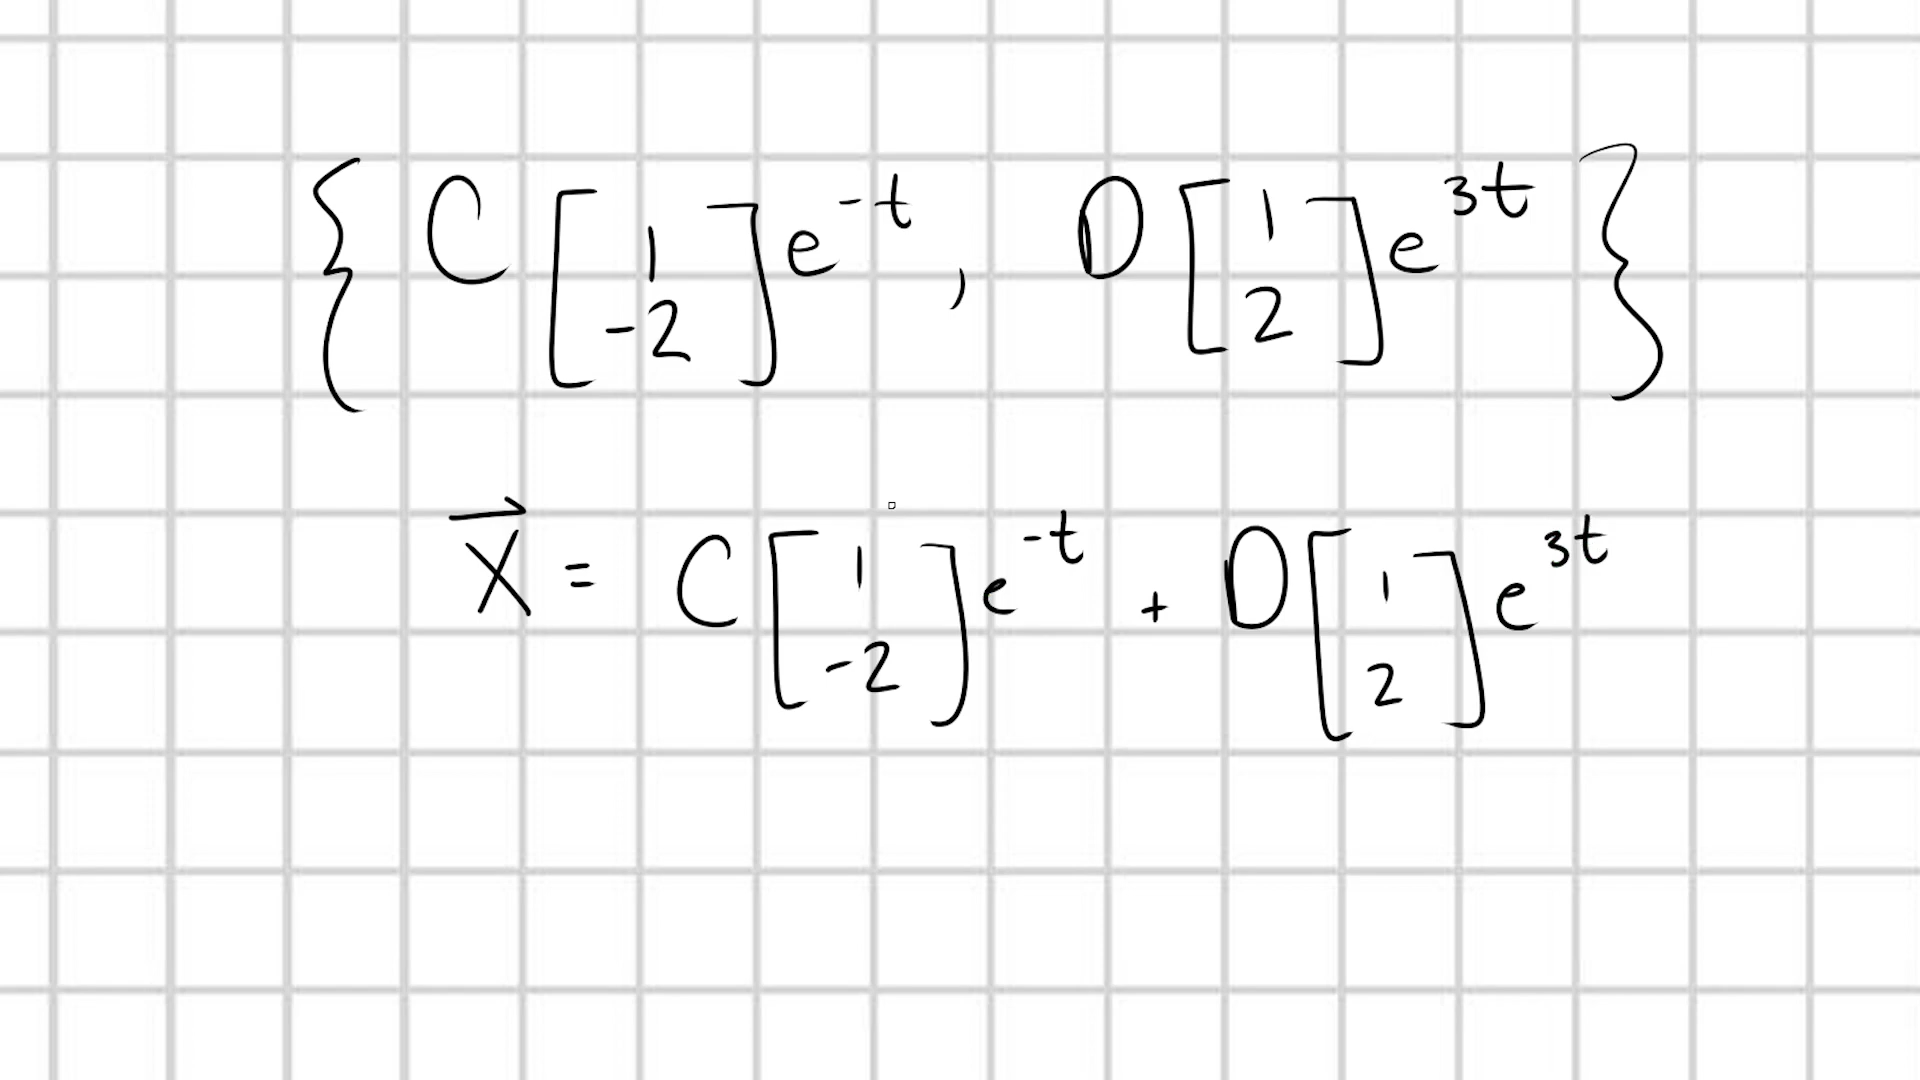 { C [ 1 -2 ] e^{-t} , D [ 1 2 ] e^{3t} }
\vec{X} = C [ 1 -2 ] e^{-t} + D [ 1 2 ] e^{3t}